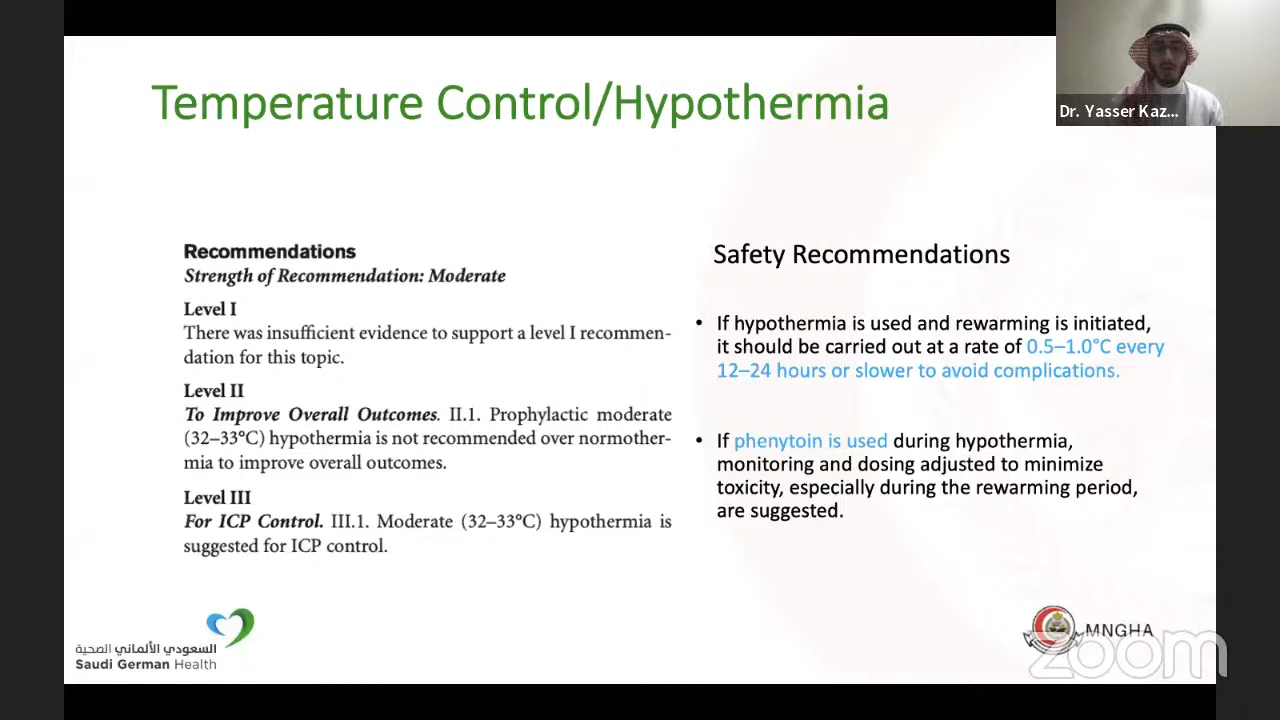 Temperature Control/Hypothermia
Dr. Yasser Kaz...
Recommendations
Strength of Recommendation: Moderate
Level I
There was insufficient evidence to support a level I recommen-
dation for this topic.
Level II
To Improve Overall Outcomes. II.1. Prophylactic moderate
(32–33°C) hypothermia is not recommended over normother-
mia to improve overall outcomes.
Level III
For ICP Control. III.1. Moderate (32–33°C) hypothermia is
suggested for ICP control.
Safety Recommendations
• If hypothermia is used and rewarming is initiated,
it should be carried out at a rate of 0.5–1.0°C every
12–24 hours or slower to avoid complications.
• If phenytoin is used during hypothermia,
monitoring and dosing adjusted to minimize
toxicity, especially during the rewarming period,
are suggested.
السعودي الألماني الصحية
Saudi German Health
MNGHA
zoom